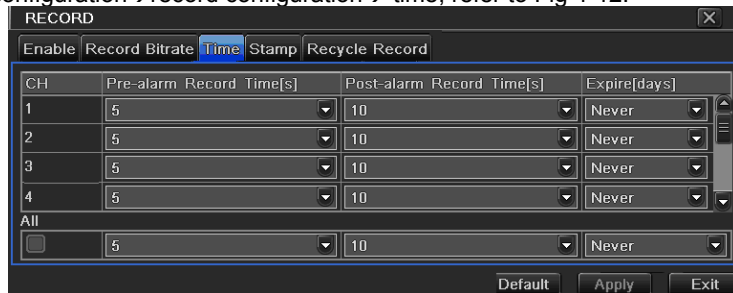 RECORD
Enable Record Bitrate Time Stamp Recycle Record
CH Pre-alarm Record Time[s] Post-alarm Record Time[s] Expire[days]
1 5 10 Never
2 5 10 Never
3 5 10 Never
4 5 10 Never
All
5 10 Never
Default Apply Exit